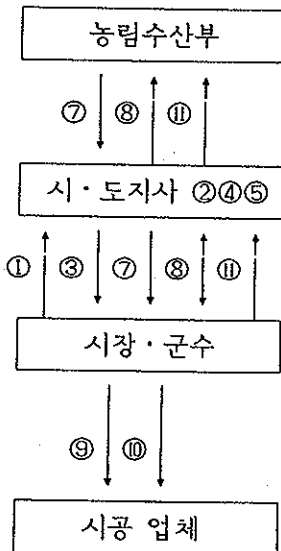 농림수산부
⑦ ⑧ ⑪
시·도지사 ②④⑤
① ③ ⑦ ⑧ ⑪
시장·군수
⑨ ⑩
시공 업체